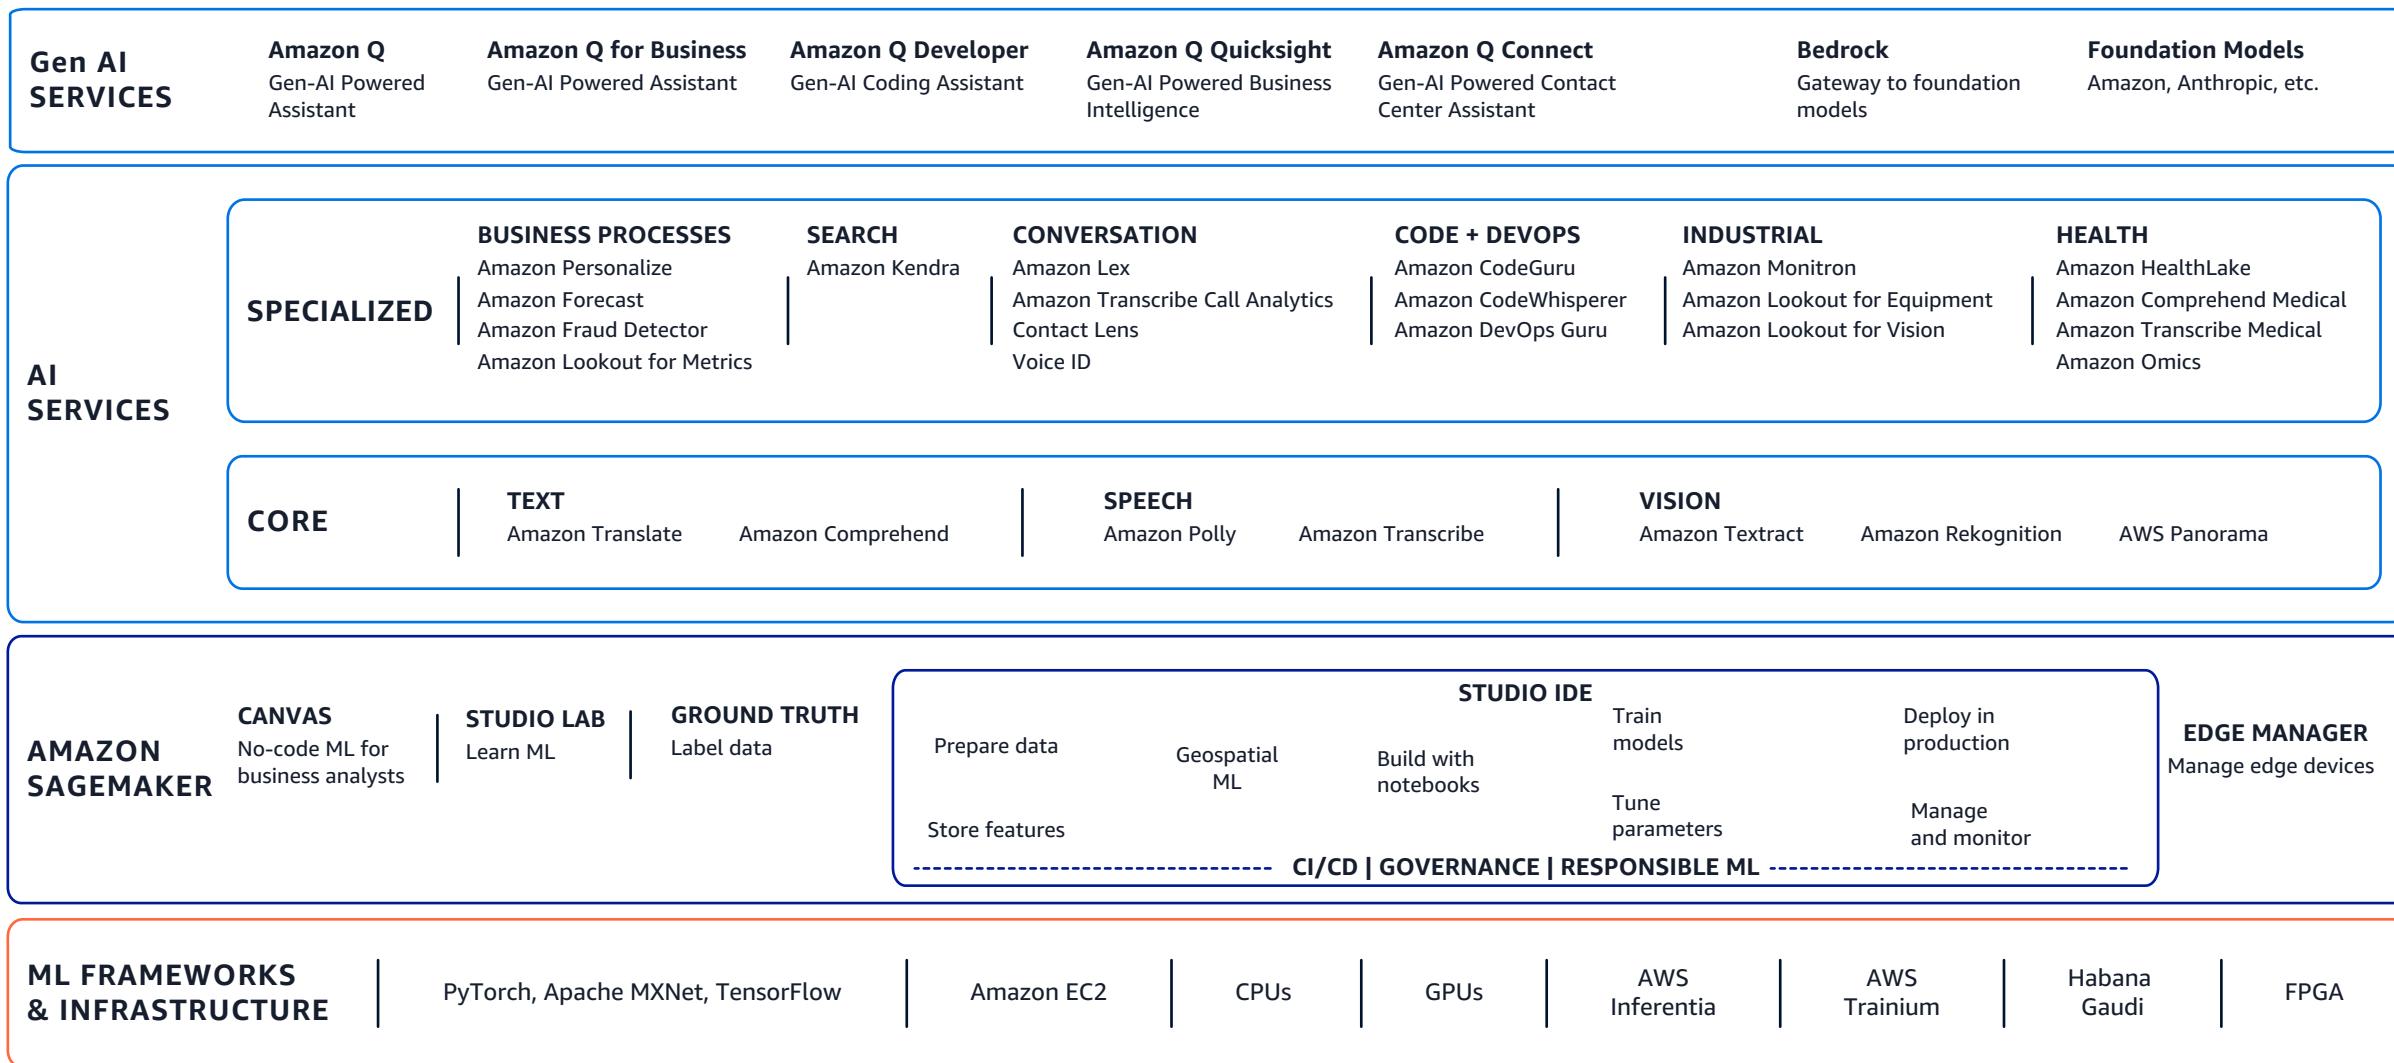 Gen AI
SERVICES
Amazon Q
Gen-AI Powered
Assistant
Amazon Q for Business
Gen-AI Powered Assistant
Amazon Q Developer
Gen-AI Coding Assistant
Amazon Q Quicksight
Gen-AI Powered Business
Intelligence
Amazon Q Connect
Gen-AI Powered Contact
Center Assistant
Bedrock
Gateway to foundation
models
Foundation Models
Amazon, Anthropic, etc.
AI
SERVICES
SPECIALIZED
BUSINESS PROCESSES
Amazon Personalize
Amazon Forecast
Amazon Fraud Detector
Amazon Lookout for Metrics
SEARCH
Amazon Kendra
CONVERSATION
Amazon Lex
Amazon Transcribe Call Analytics
Contact Lens
Voice ID
CODE + DEVOPS
Amazon CodeGuru
Amazon CodeWhisperer
Amazon DevOps Guru
INDUSTRIAL
Amazon Monitron
Amazon Lookout for Equipment
Amazon Lookout for Vision
HEALTH
Amazon HealthLake
Amazon Comprehend Medical
Amazon Transcribe Medical
Amazon Omics
CORE
TEXT
Amazon Translate
Amazon Comprehend
SPEECH
Amazon Polly
Amazon Transcribe
VISION
Amazon Textract
Amazon Rekognition
AWS Panorama
AMAZON
SAGEMAKER
CANVAS
No-code ML for
business analysts
STUDIO LAB
Learn ML
GROUND TRUTH
Label data
STUDIO IDE
Prepare data
Store features
Geospatial
ML
Build with
notebooks
Train
models
Tune
parameters
Deploy in
production
Manage
and monitor
CI/CD | GOVERNANCE | RESPONSIBLE ML
EDGE MANAGER
Manage edge devices
ML FRAMEWORKS
& INFRASTRUCTURE
PyTorch, Apache MXNet, TensorFlow
Amazon EC2
CPUs
GPUs
AWS
Inferentia
AWS
Trainium
Habana
Gaudi
FPGA